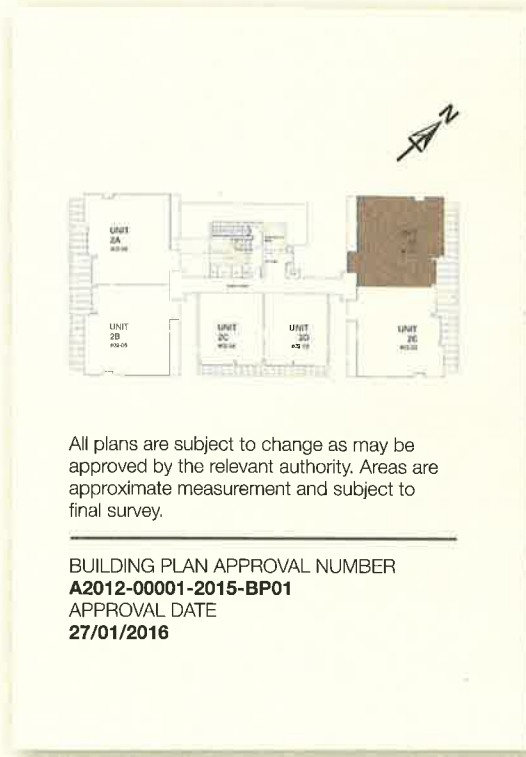 N
UNIT
2A
UNIT
2B
UNIT
2C
UNIT
2D
UNIT
2E
All plans are subject to change as may be
approved by the relevant authority. Areas are
approximate measurement and subject to
final survey.
BUILDING PLAN APPROVAL NUMBER
A2012-00001-2015-BP01
APPROVAL DATE
27/01/2016